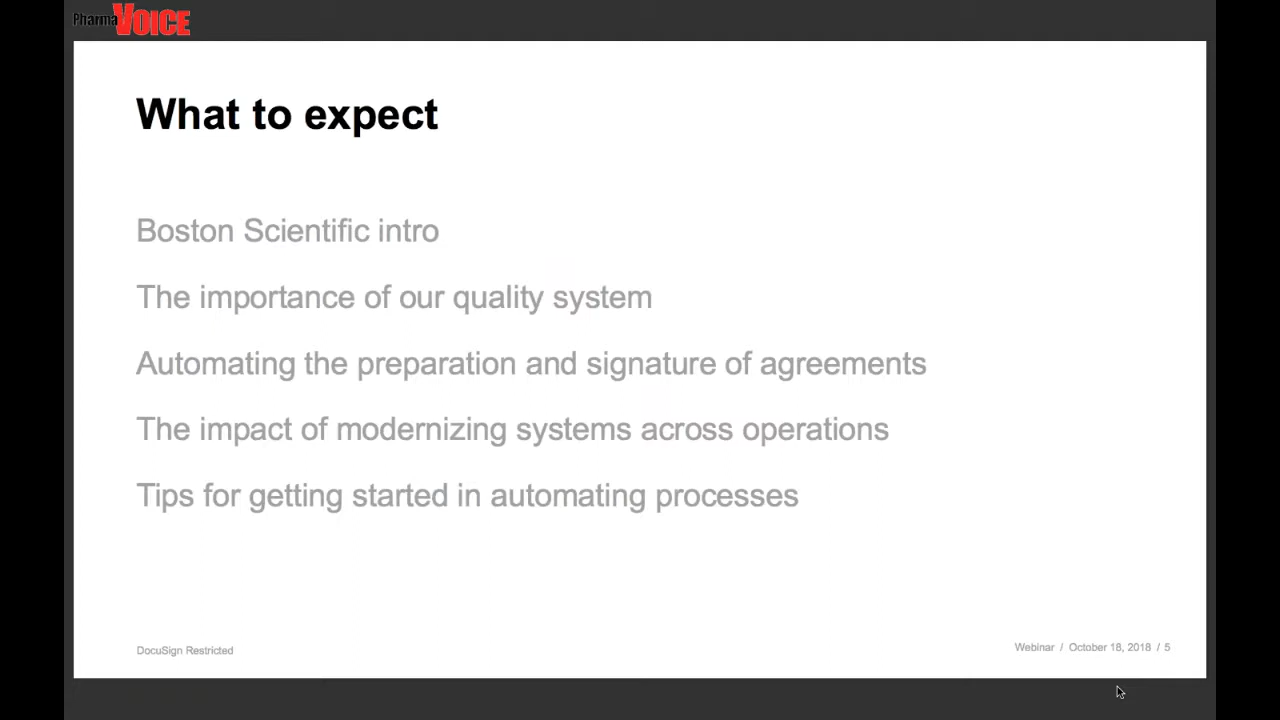 PharmaVOICE
What to expect
Boston Scientific intro
The importance of our quality system
Automating the preparation and signature of agreements
The impact of modernizing systems across operations
Tips for getting started in automating processes
DocuSign Restricted
Webinar / October 18, 2018 / 5